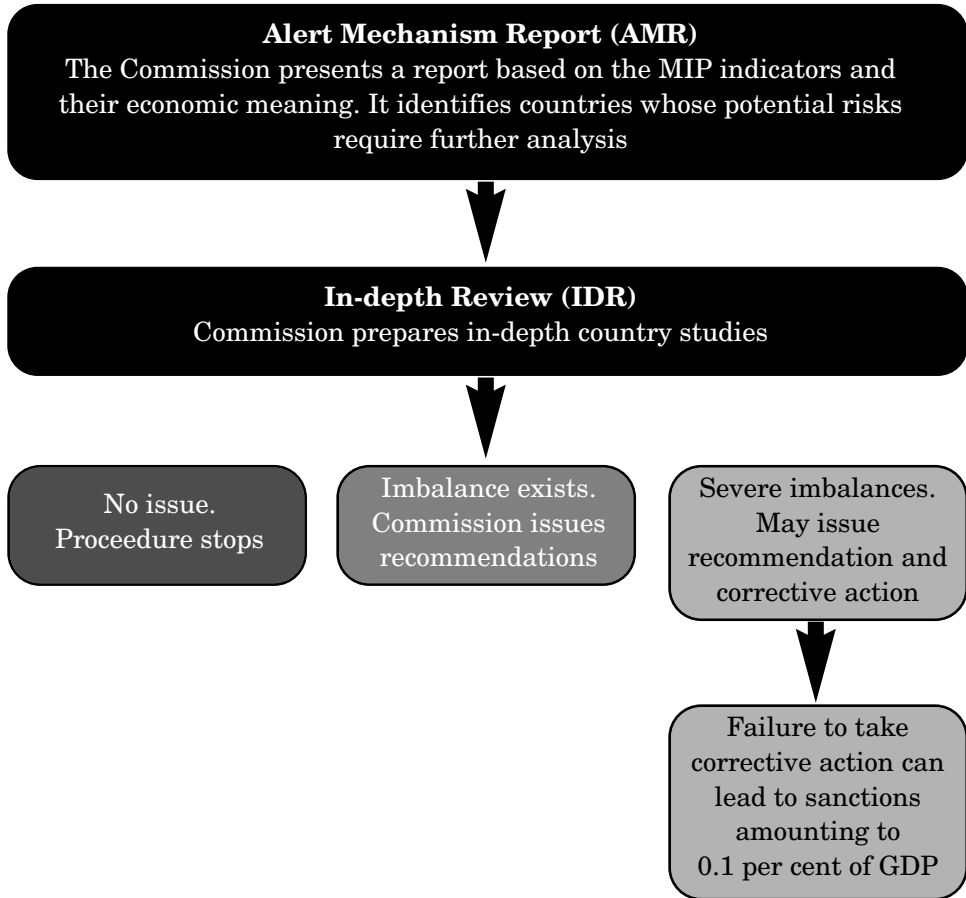 Alert Mechanism Report (AMR)
The Commission presents a report based on the MIP indicators and
their economic meaning. It identifies countries whose potential risks
require further analysis
In-depth Review (IDR)
Commission prepares in-depth country studies
No issue.
Proceedure stops
Imbalance exists.
Commission issues
recommendations
Severe imbalances.
May issue
recommendation and
corrective action
Failure to take
corrective action can
lead to sanctions
amounting to
0.1 per cent of GDP